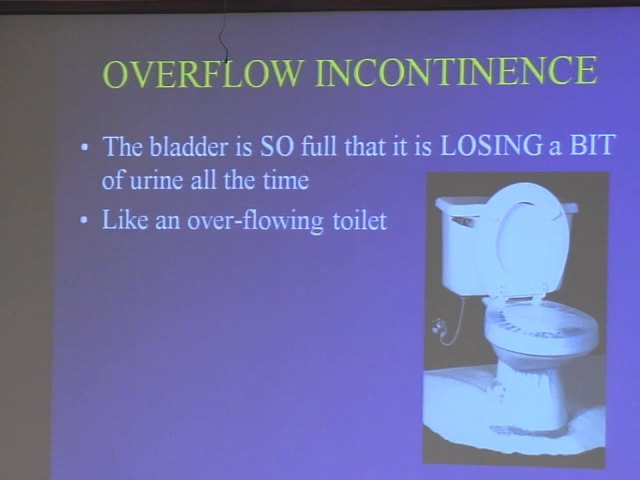 OVERFLOW INCONTINENCE
• The bladder is SO full that it is LOSING a BIT
of urine all the time
• Like an over-flowing toilet